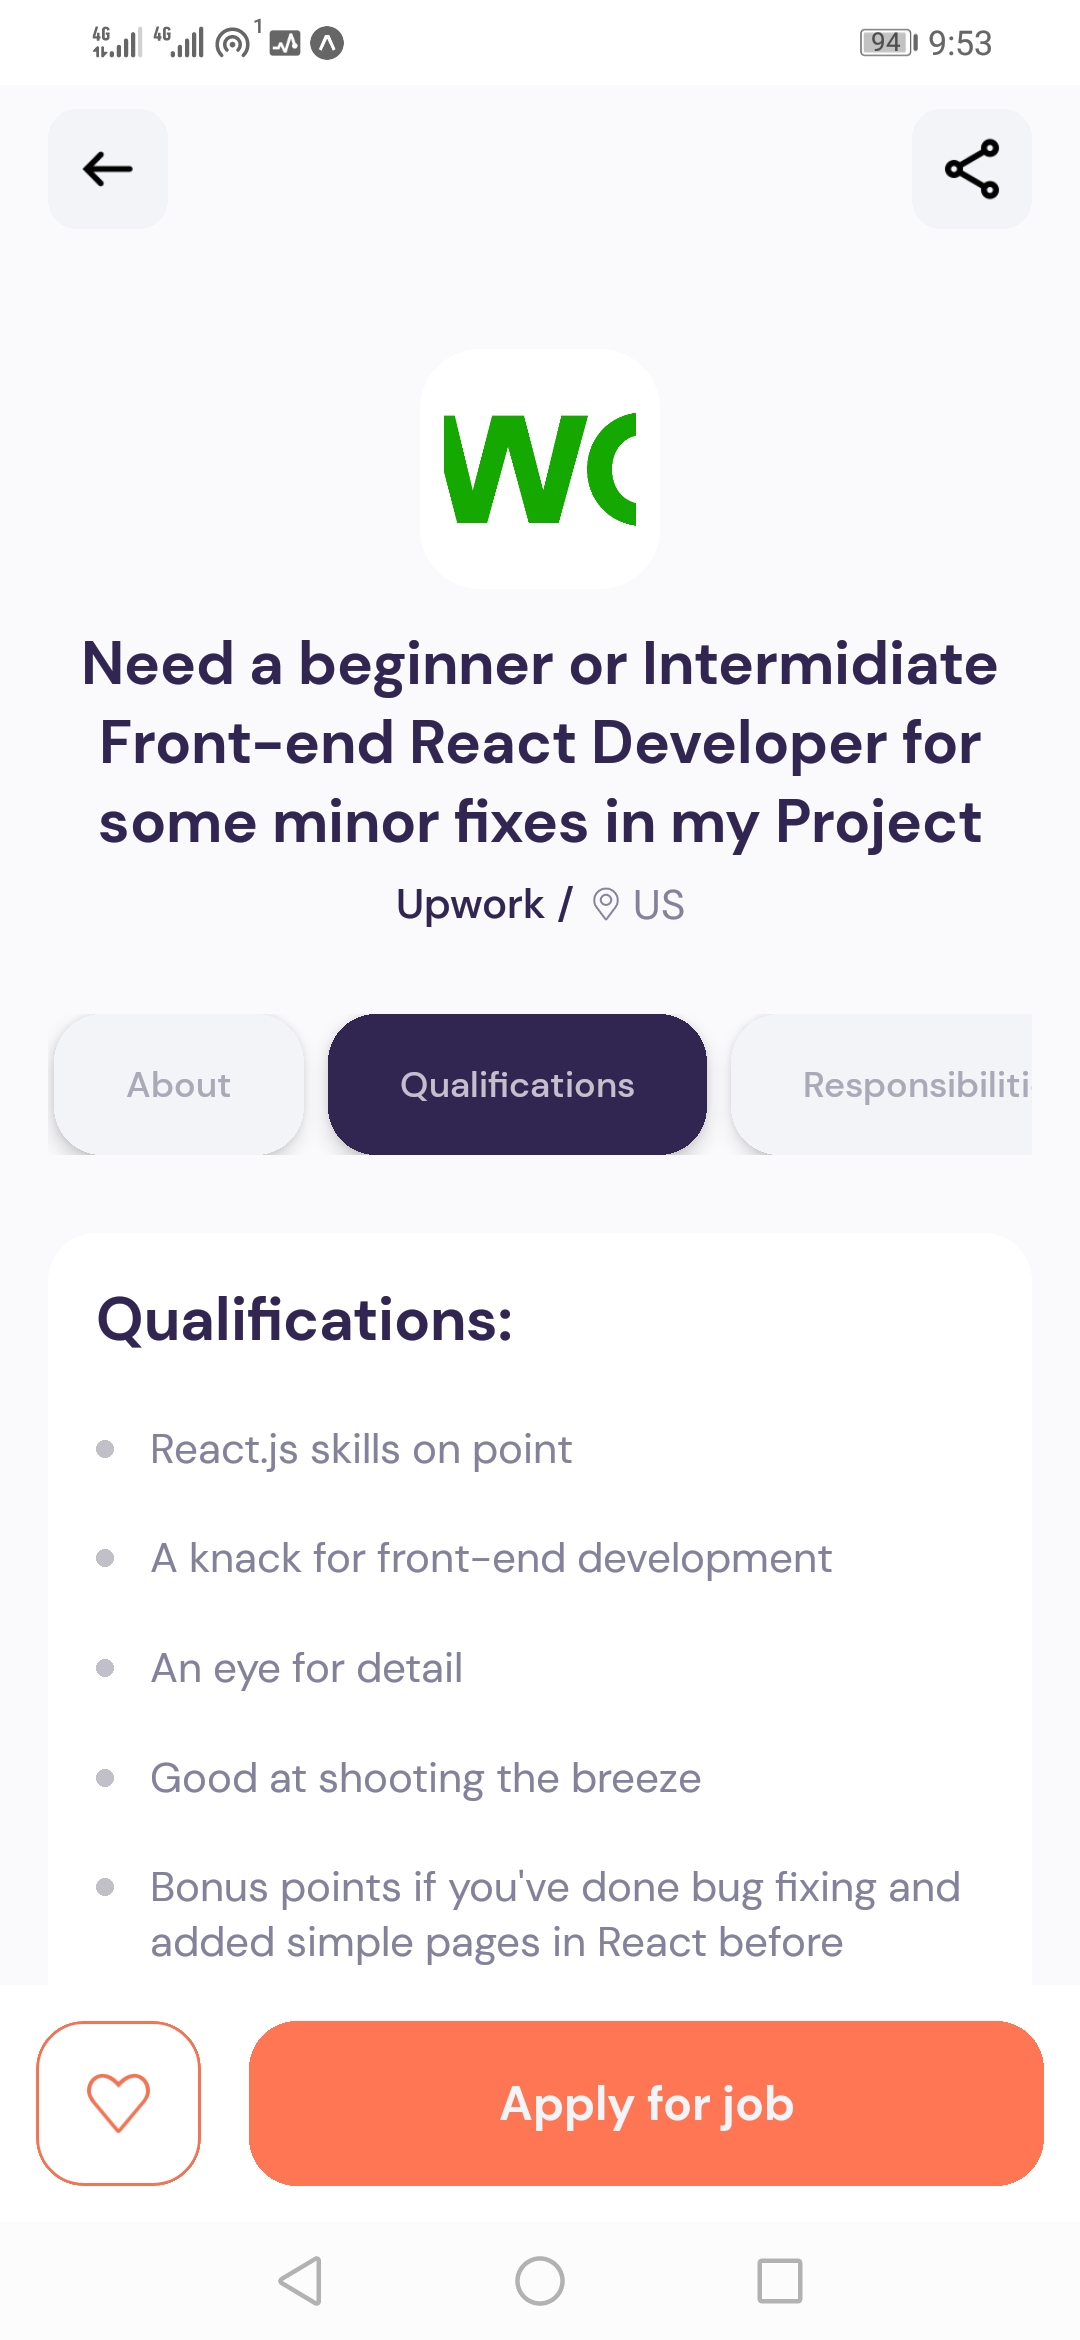 4G 4G 1 94 9:53
WO
Need a beginner or Intermidiate
Front-end React Developer for
some minor fixes in my Project
Upwork / US
About Qualifications Responsibiliti
Qualifications:
React.js skills on point
A knack for front-end development
An eye for detail
Good at shooting the breeze
Bonus points if you've done bug fixing and
added simple pages in React before
Apply for job